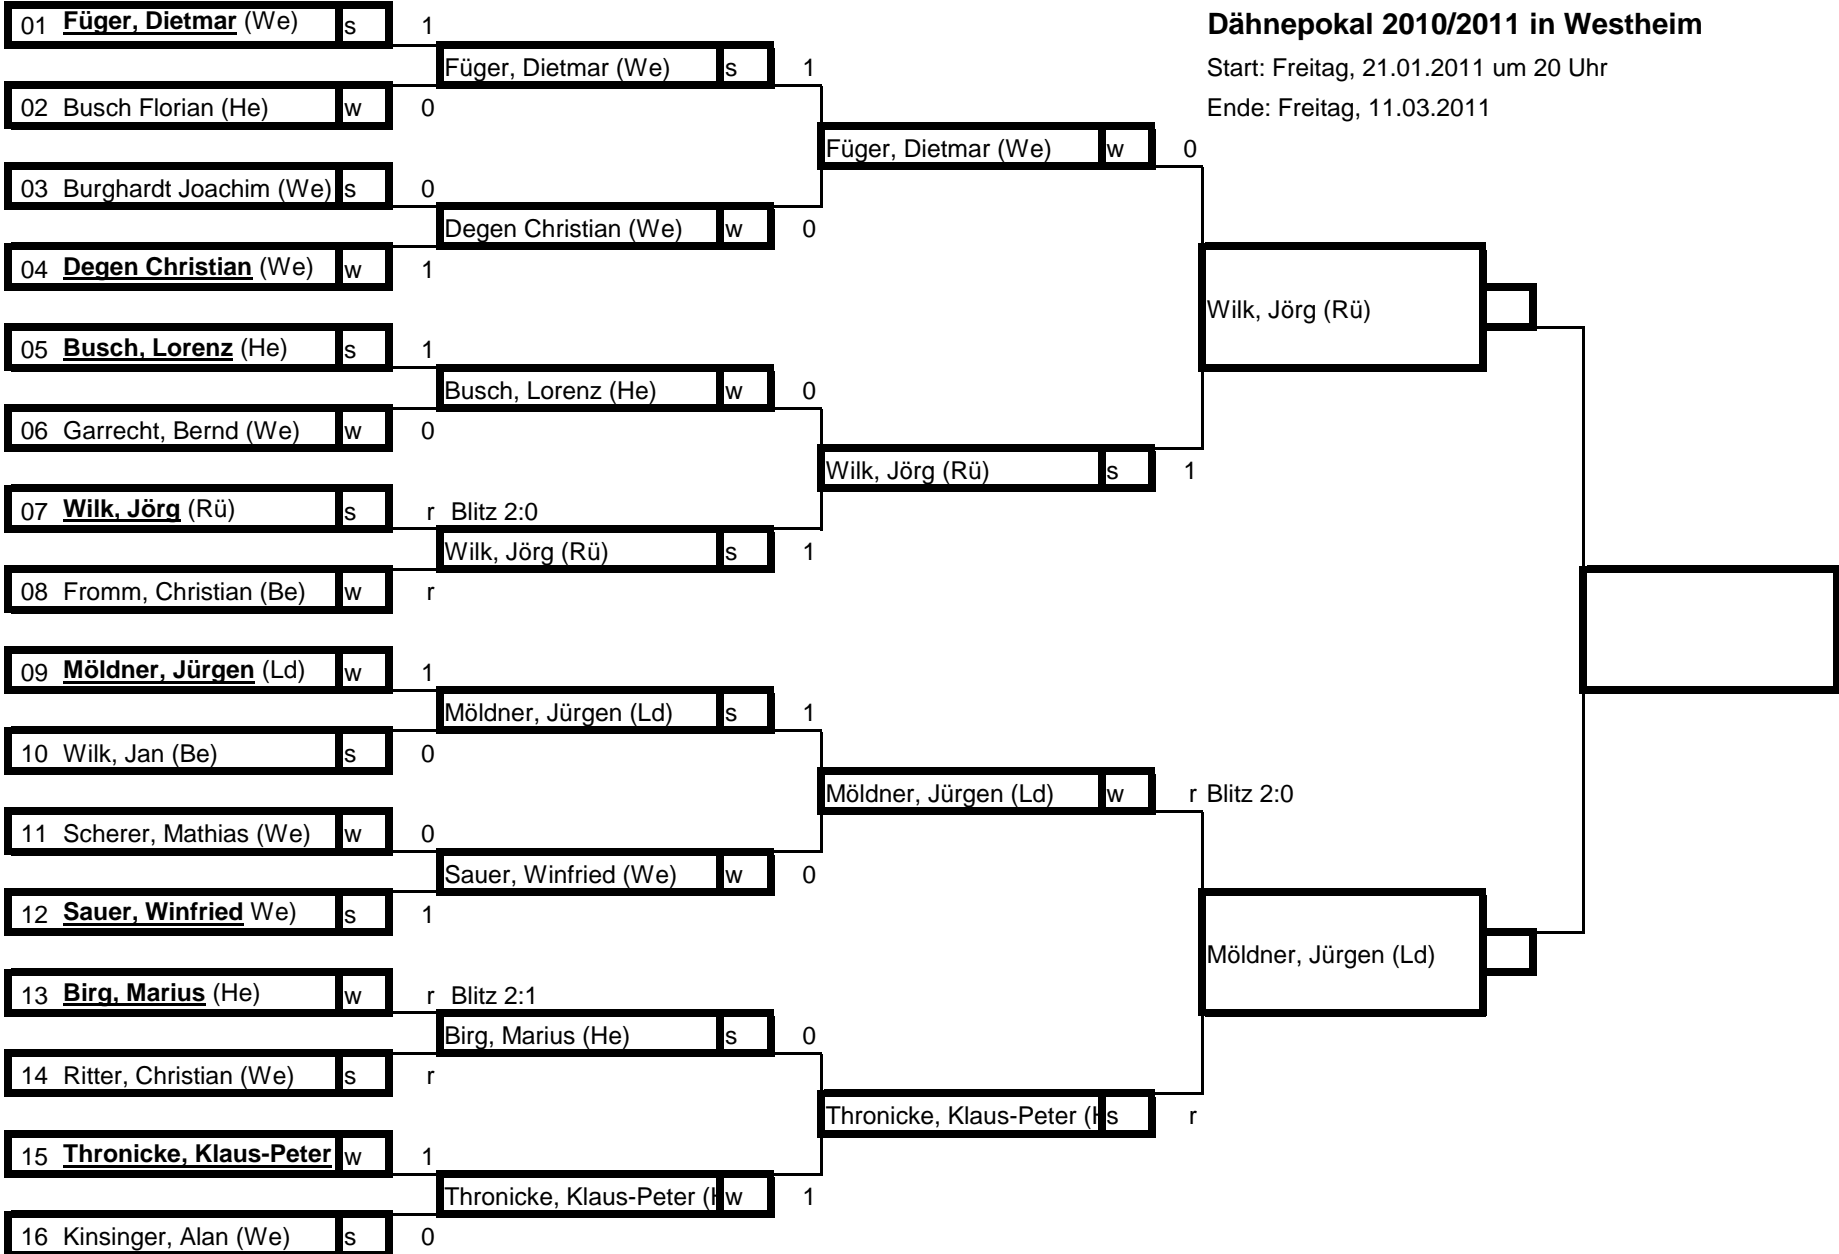 Dähnepokal 2010/2011 in Westheim
Start: Freitag, 21.01.2011 um 20 Uhr
Ende: Freitag, 11.03.2011
01 Füger, Dietmar (We) s 1
02 Busch Florian (He) w 0
03 Burghardt Joachim (We) s 0
04 Degen Christian (We) w 1
05 Busch, Lorenz (He) s 1
06 Garrecht, Bernd (We) w 0
07 Wilk, Jörg (Rü) s r Blitz 2:0
08 Fromm, Christian (Be) w r
09 Möldner, Jürgen (Ld) w 1
10 Wilk, Jan (Be) s 0
11 Scherer, Mathias (We) w 0
12 Sauer, Winfried We) s 1
13 Birg, Marius (He) w r Blitz 2:1
14 Ritter, Christian (We) s r
15 Thronicke, Klaus-Peter w 1
16 Kinsinger, Alan (We) s 0
Füger, Dietmar (We) s 1
Degen Christian (We) w 0
Busch, Lorenz (He) w 0
Wilk, Jörg (Rü) s 1
Möldner, Jürgen (Ld) s 1
Sauer, Winfried (We) w 0
Birg, Marius (He) s 0
Thronicke, Klaus-Peter ( w 1
Füger, Dietmar (We) w 0
Wilk, Jörg (Rü) s 1
Möldner, Jürgen (Ld) w r Blitz 2:0
Thronicke, Klaus-Peter ( s r
Wilk, Jörg (Rü)
Möldner, Jürgen (Ld)